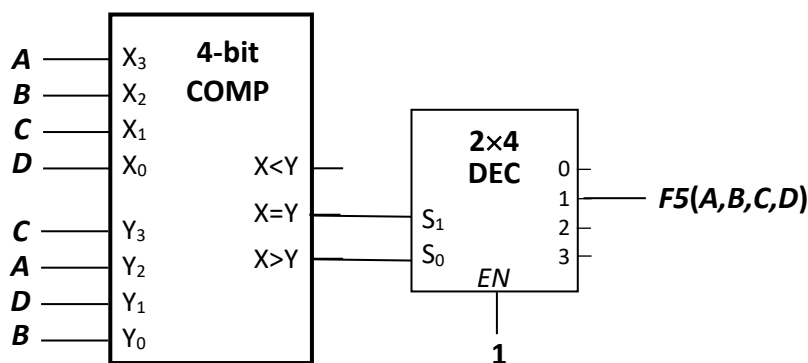 4-bit
COMP
A X₃
B X₂
C X₁
D X₀
X<Y
X=Y
X>Y
C Y₃
A Y₂
D Y₁
B Y₀
2×4
DEC
S₁
S₀
0
1
2
3
EN
1
F5(A,B,C,D)